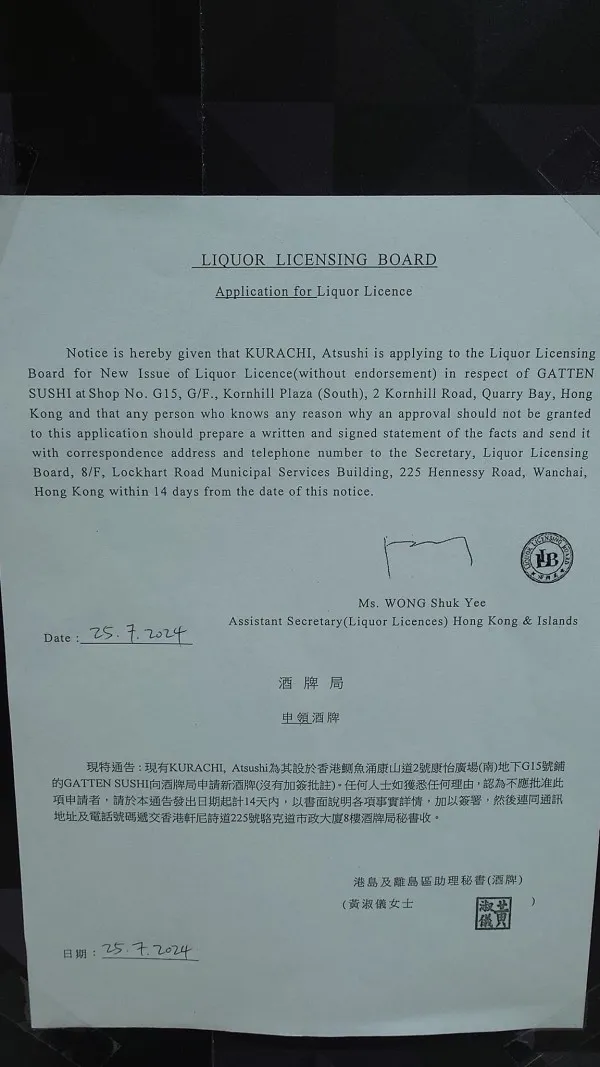 LIQUOR LICENSING BOARD
Application for Liquor Licence
Notice is hereby given that KURACHI, Atsushi is applying to the Liquor Licensing
Board for New Issue of Liquor Licence(without endorsement) in respect of GATTEN
SUSHI at Shop No. G15, G/F., Kornhill Plaza (South), 2 Kornhill Road, Quarry Bay, Hong
Kong and that any person who knows any reason why an approval should not be granted
to this application should prepare a written and signed statement of the facts and send it
with correspondence address and telephone number to the Secretary, Liquor Licensing
Board, 8/F, Lockhart Road Municipal Services Building, 225 Hennessy Road, Wanchai,
Hong Kong within 14 days from the date of this notice.
LIQUOR LICENSING BOARD
LLB
Ms. WONG Shuk Yee
Assistant Secretary(Liquor Licences) Hong Kong & Islands
Date : 25.7.2024
酒牌局
申領酒牌
現特通告：現有KURACHI, Atsushi為其設於香港鰂魚涌康山道2號康怡廣場(南)地下G15號鋪
的GATTEN SUSHI向酒牌局申請新酒牌(沒有加簽批註)。任何人士如獲悉任何理由，認為不應批准此
項申請者，請於本通告發出日期起計14天內，以書面說明各項事實詳情，加以簽署，然後連同通訊
地址及電話號碼遞交香港軒尼詩道225號駱克道市政大廈8樓酒牌局秘書收。
港島及離島區助理秘書(酒牌)
(黃淑儀女士 黃淑儀 )
日期：25.7.2024